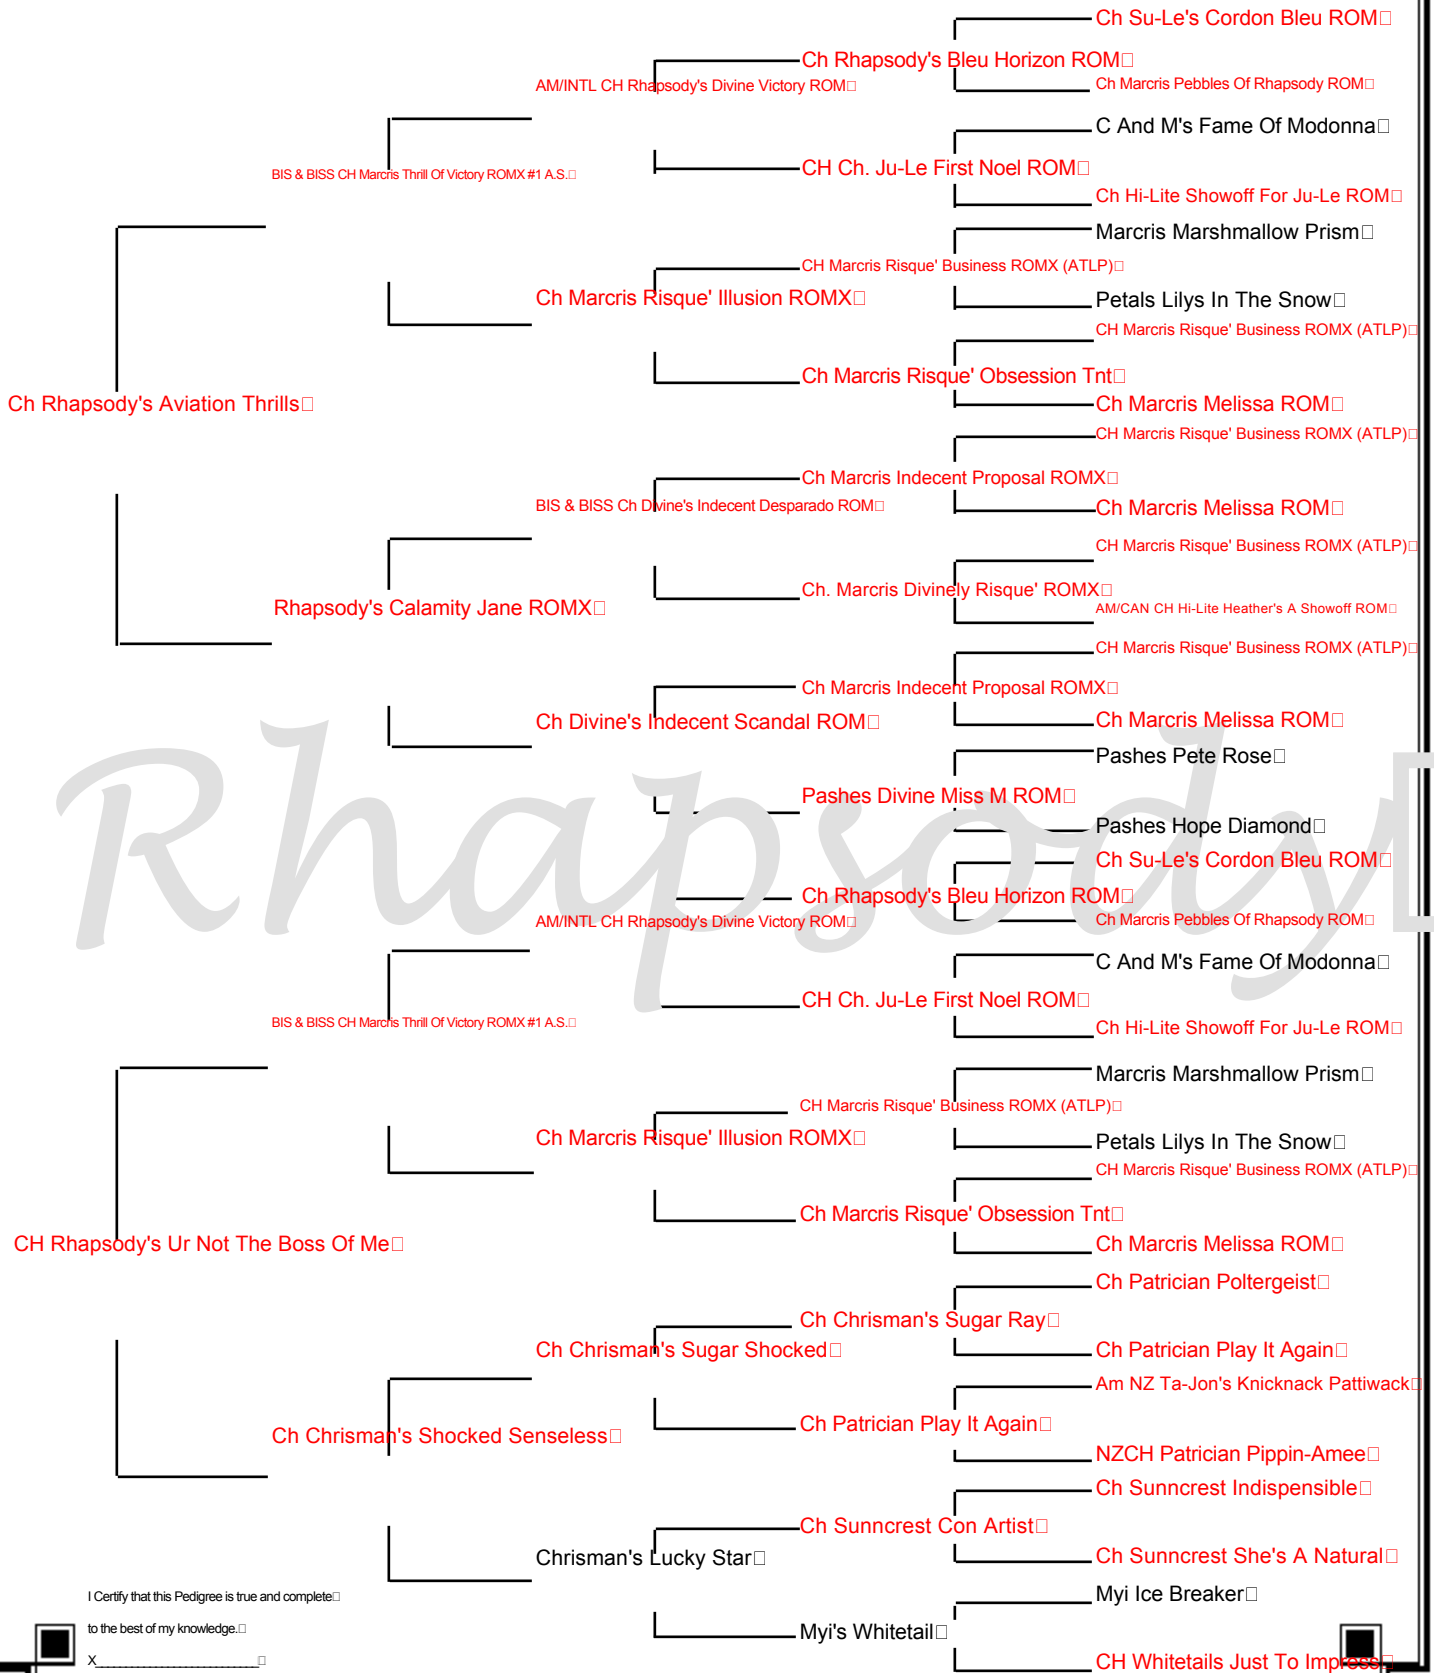 Ch Su-Le's Cordon Bleu ROM
Ch Rhapsody's Bleu Horizon ROM
AM/INTL CH Rhapsody's Divine Victory ROM
Ch Marcris Pebbles Of Rhapsody ROM
C And M's Fame Of Modonna
CH Ch. Ju-Le First Noel ROM
BIS & BISS CH Marcris Thrill Of Victory ROMX #1 A.S.
Ch Hi-Lite Showoff For Ju-Le ROM
Marcris Marshmallow Prism
CH Marcris Risque' Business ROMX (ATLP)
Ch Marcris Risque' Illusion ROMX
Petals Lilys In The Snow
CH Marcris Risque' Business ROMX (ATLP)
Ch Marcris Risque' Obsession Tnt
Ch Rhapsody's Aviation Thrills
Ch Marcris Melissa ROM
CH Marcris Risque' Business ROMX (ATLP)
Ch Marcris Indecent Proposal ROMX
BIS & BISS Ch Divine's Indecent Desparado ROM
Ch Marcris Melissa ROM
CH Marcris Risque' Business ROMX (ATLP)
Ch. Marcris Divinely Risque' ROMX
Rhapsody's Calamity Jane ROMX
AM/CAN CH Hi-Lite Heather's A Showoff ROM
CH Marcris Risque' Business ROMX (ATLP)
Ch Marcris Indecent Proposal ROMX
Ch Divine's Indecent Scandal ROM
Ch Marcris Melissa ROM
Pashes Pete Rose
Pashes Divine Miss M ROM
Pashes Hope Diamond
Rhapsody
Ch Su-Le's Cordon Bleu ROM
Ch Rhapsody's Bleu Horizon ROM
AM/INTL CH Rhapsody's Divine Victory ROM
Ch Marcris Pebbles Of Rhapsody ROM
C And M's Fame Of Modonna
CH Ch. Ju-Le First Noel ROM
BIS & BISS CH Marcris Thrill Of Victory ROMX #1 A.S.
Ch Hi-Lite Showoff For Ju-Le ROM
Marcris Marshmallow Prism
CH Marcris Risque' Business ROMX (ATLP)
Ch Marcris Risque' Illusion ROMX
Petals Lilys In The Snow
CH Marcris Risque' Business ROMX (ATLP)
Ch Marcris Risque' Obsession Tnt
CH Rhapsody's Ur Not The Boss Of Me
Ch Marcris Melissa ROM
Ch Patrician Poltergeist
Ch Chrisman's Sugar Ray
Ch Chrisman's Sugar Shocked
Ch Patrician Play It Again
Am NZ Ta-Jon's Knicknack Pattiwack
Ch Patrician Play It Again
Ch Chrisman's Shocked Senseless
NZCH Patrician Pippin-Amee
Ch Sunncrest Indispensible
Ch Sunncrest Con Artist
Chrisman's Lucky Star
Ch Sunncrest She's A Natural
Myi Ice Breaker
I Certify that this Pedigree is true and complete
to the best of my knowledge.
Myi's Whitetail
X___________________________
CH Whitetails Just To Impress